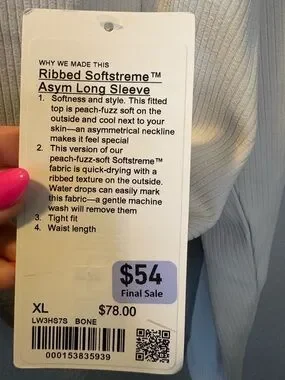 WHY WE MADE THIS
Ribbed Softstreme™
Asym Long Sleeve
1. Softness and style. This fitted
top is peach-fuzz soft on the
outside and cool next to your
skin—an asymmetrical neckline
makes it feel special
2. This version of our
peach-fuzz-soft Softstreme™
fabric is quick-drying with a
ribbed texture on the outside.
Water drops can easily mark
this fabric—a gentle machine
wash will remove them
3. Tight fit
4. Waist length
$54
Final Sale
XL $78.00
LW3HS7S BONE
000153835939